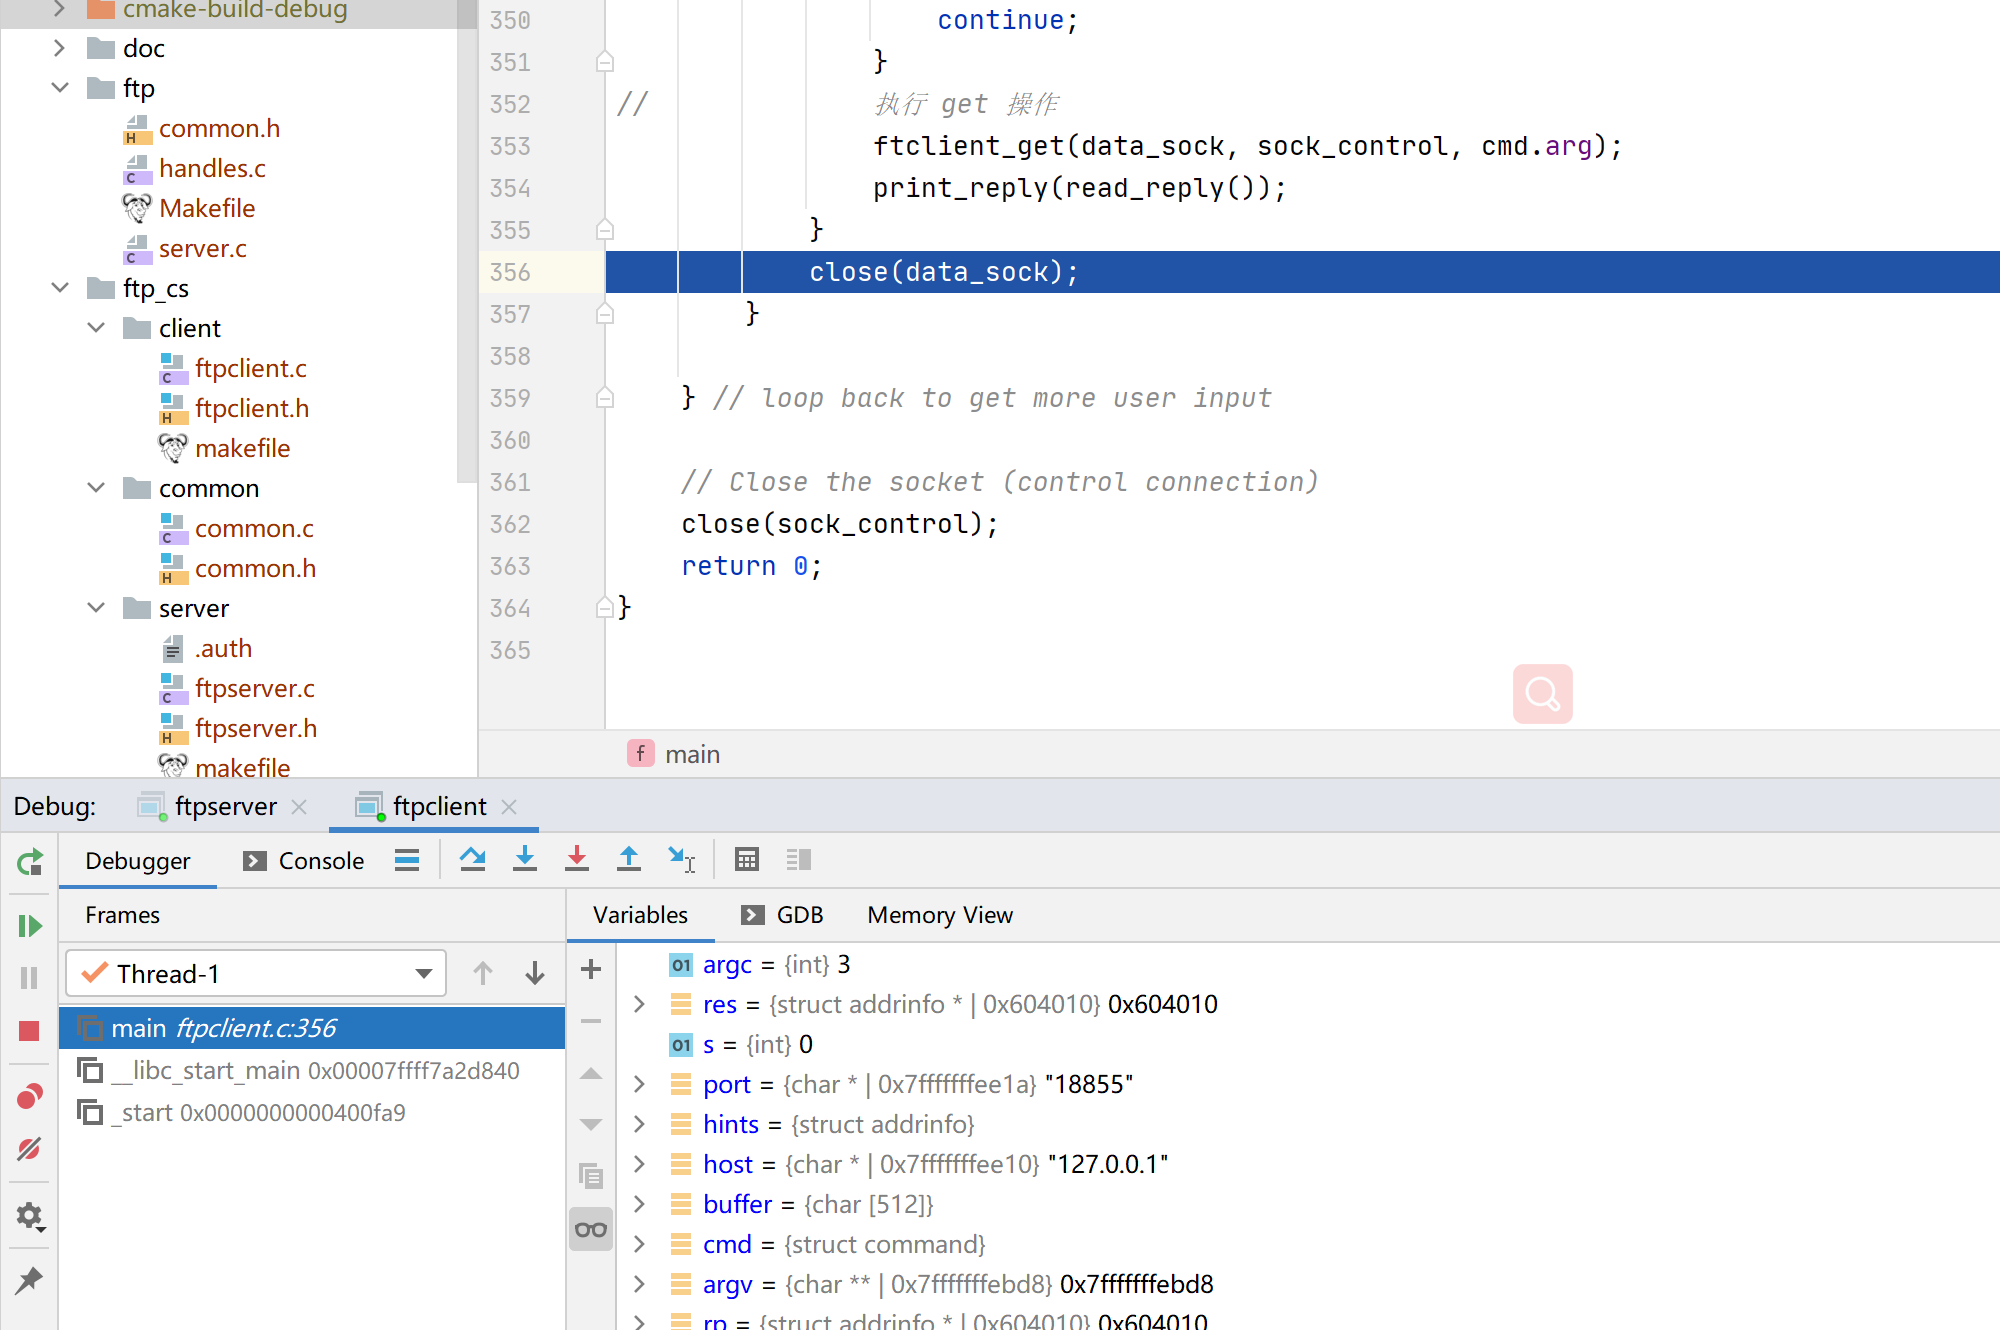 cmake-build-debug
doc
ftp
common.h
handles.c
Makefile
server.c
ftp_cs
client
ftpclient.c
ftpclient.h
makefile
common
common.c
common.h
server
.auth
ftpserver.c
ftpserver.h
makefile
350 continue;
351 }
352 // 执行 get 操作
353 ftclient_get(data_sock, sock_control, cmd.arg);
354 print_reply(read_reply());
355 }
356 close(data_sock);
357 }
358
359 } // loop back to get more user input
360
361 // Close the socket (control connection)
362 close(sock_control);
363 return 0;
364 }
365
f main
Debug: ftpserver ftpclient
Debugger Console
Frames
Thread-1
main ftpclient.c:356
__libc_start_main 0x00007ffff7a2d840
_start 0x0000000000400fa9
Variables GDB Memory View
01 argc = {int} 3
res = {struct addrinfo * | 0x604010} 0x604010
01 s = {int} 0
port = {char * | 0x7fffffffee1a} "18855"
hints = {struct addrinfo}
host = {char * | 0x7fffffffee10} "127.0.0.1"
buffer = {char [512]}
cmd = {struct command}
argv = {char ** | 0x7fffffffebd8} 0x7fffffffebd8
rp = {struct addrinfo * | 0x604010} 0x604010